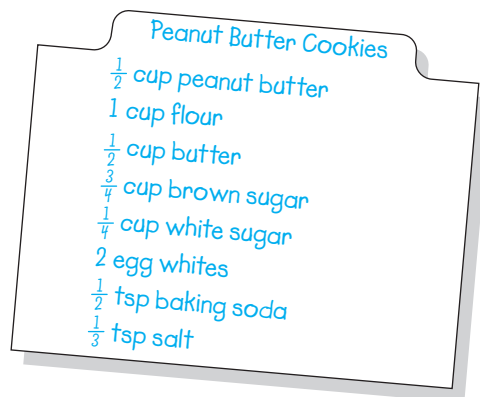 Peanut Butter Cookies
1/2 cup peanut butter
1 cup flour
1/2 cup butter
3/4 cup brown sugar
1/4 cup white sugar
2 egg whites
1/2 tsp baking soda
1/3 tsp salt